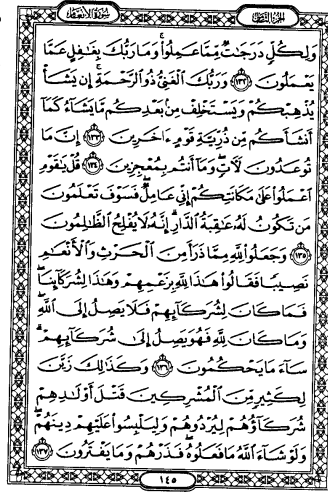 الجزء الثامن
سورة الأنعام
وَلِكُلٍّ دَرَجَٰتٌ مِّمَّا عَمِلُوا۟ ۚ وَمَا رَبُّكَ بِغَٰفِلٍ عَمَّا
يَعْمَلُونَ ﴿١٣٢﴾ وَرَبُّكَ ٱلْغَنِىُّ ذُو ٱلرَّحْمَةِ ۚ إِن يَشَأْ
يُذْهِبْكُمْ وَيَسْتَخْلِفْ مِنۢ بَعْدِكُم مَّا يَشَآءُ كَمَآ
أَنشَأَكُم مِّن ذُرِّيَّةِ قَوْمٍ ءَاخَرِينَ ﴿١٣٣﴾ إِنَّ مَا
تُوعَدُونَ لَءَاتٍ ۖ وَمَآ أَنتُم بِمُعْجِزِينَ ﴿١٣٤﴾ قُلْ يَٰقَوْمِ
ٱعْمَلُوا۟ عَلَىٰ مَكَانَتِكُمْ إِنِّى عَامِلٌ ۖ فَسَوْفَ تَعْلَمُونَ
مَن تَكُونُ لَهُۥ عَٰقِبَةُ ٱلدَّارِ ۗ إِنَّهُۥ لَا يُفْلِحُ ٱلظَّٰلِمُونَ
﴿١٣٥﴾ وَجَعَلُوا۟ لِلَّهِ مِمَّا ذَرَأَ مِنَ ٱلْحَرْثِ وَٱلْأَنْعَٰمِ
نَصِيبًا فَقَالُوا۟ هَٰذَا لِلَّهِ بِزَعْمِهِمْ وَهَٰذَا لِشُرَكَآئِنَا ۖ
فَمَا كَانَ لِشُرَكَآئِهِمْ فَلَا يَصِلُ إِلَى ٱللَّهِ ۖ
وَمَا كَانَ لِلَّهِ فَهُوَ يَصِلُ إِلَىٰ شُرَكَآئِهِمْ ۗ
سَآءَ مَا يَحْكُمُونَ ﴿١٣٦﴾ وَكَذَٰلِكَ زَيَّنَ
لِكَثِيرٍ مِّنَ ٱلْمُشْرِكِينَ قَتْلَ أَوْلَٰدِهِمْ
شُرَكَآؤُهُمْ لِيُرْدُوهُمْ وَلِيَلْبِسُوا۟ عَلَيْهِمْ دِينَهُمْ ۖ
وَلَوْ شَآءَ ٱللَّهُ مَا فَعَلُوهُ ۖ فَذَرْهُمْ وَمَا يَفْتَرُونَ ﴿١٣٧﴾
١٤٥